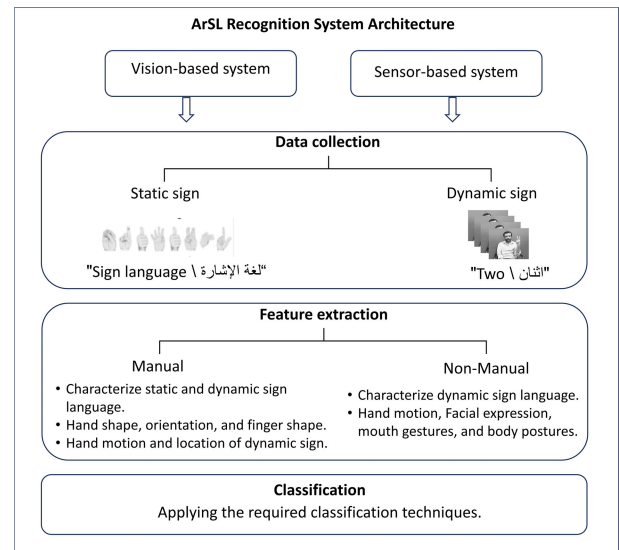 ArSL Recognition System Architecture
Vision-based system
Sensor-based system
Data collection
Static sign
Dynamic sign
"Sign language \ لغة الإشارة"
"Two \ اثنان"
Feature extraction
Manual
• Characterize static and dynamic sign
language.
• Hand shape, orientation, and finger shape.
• Hand motion and location of dynamic sign.
Non-Manual
• Characterize dynamic sign language.
• Hand motion, Facial expression,
mouth gestures, and body postures.
Classification
Applying the required classification techniques.